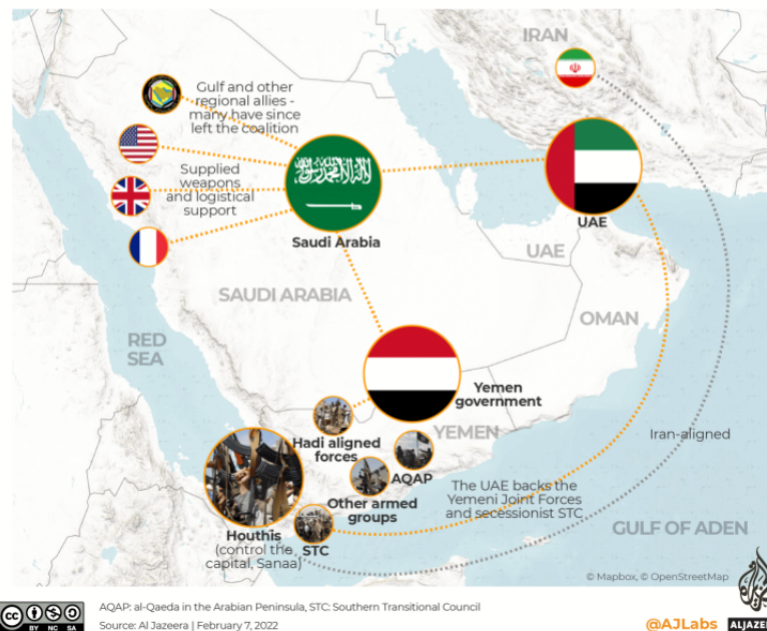 IRAN
Gulf and other
regional allies -
many have since
left the coalition
Supplied
weapons
and logistical
support
Saudi Arabia
UAE
UAE
SAUDI ARABIA
OMAN
RED
SEA
Yemen
government
Hadi aligned
forces
YEMEN
AQAP
Iran-aligned
Other armed
groups
The UAE backs the
Yemeni Joint Forces
and secessionist STC
Houthis
(control the
capital, Sanaa)
STC
GULF OF ADEN
© Mapbox, © OpenStreetMap
AQAP: al-Qaeda in the Arabian Peninsula, STC: Southern Transitional Council
Source: Al Jazeera | February 7, 2022
cc
BY NC SA
@AJLabs